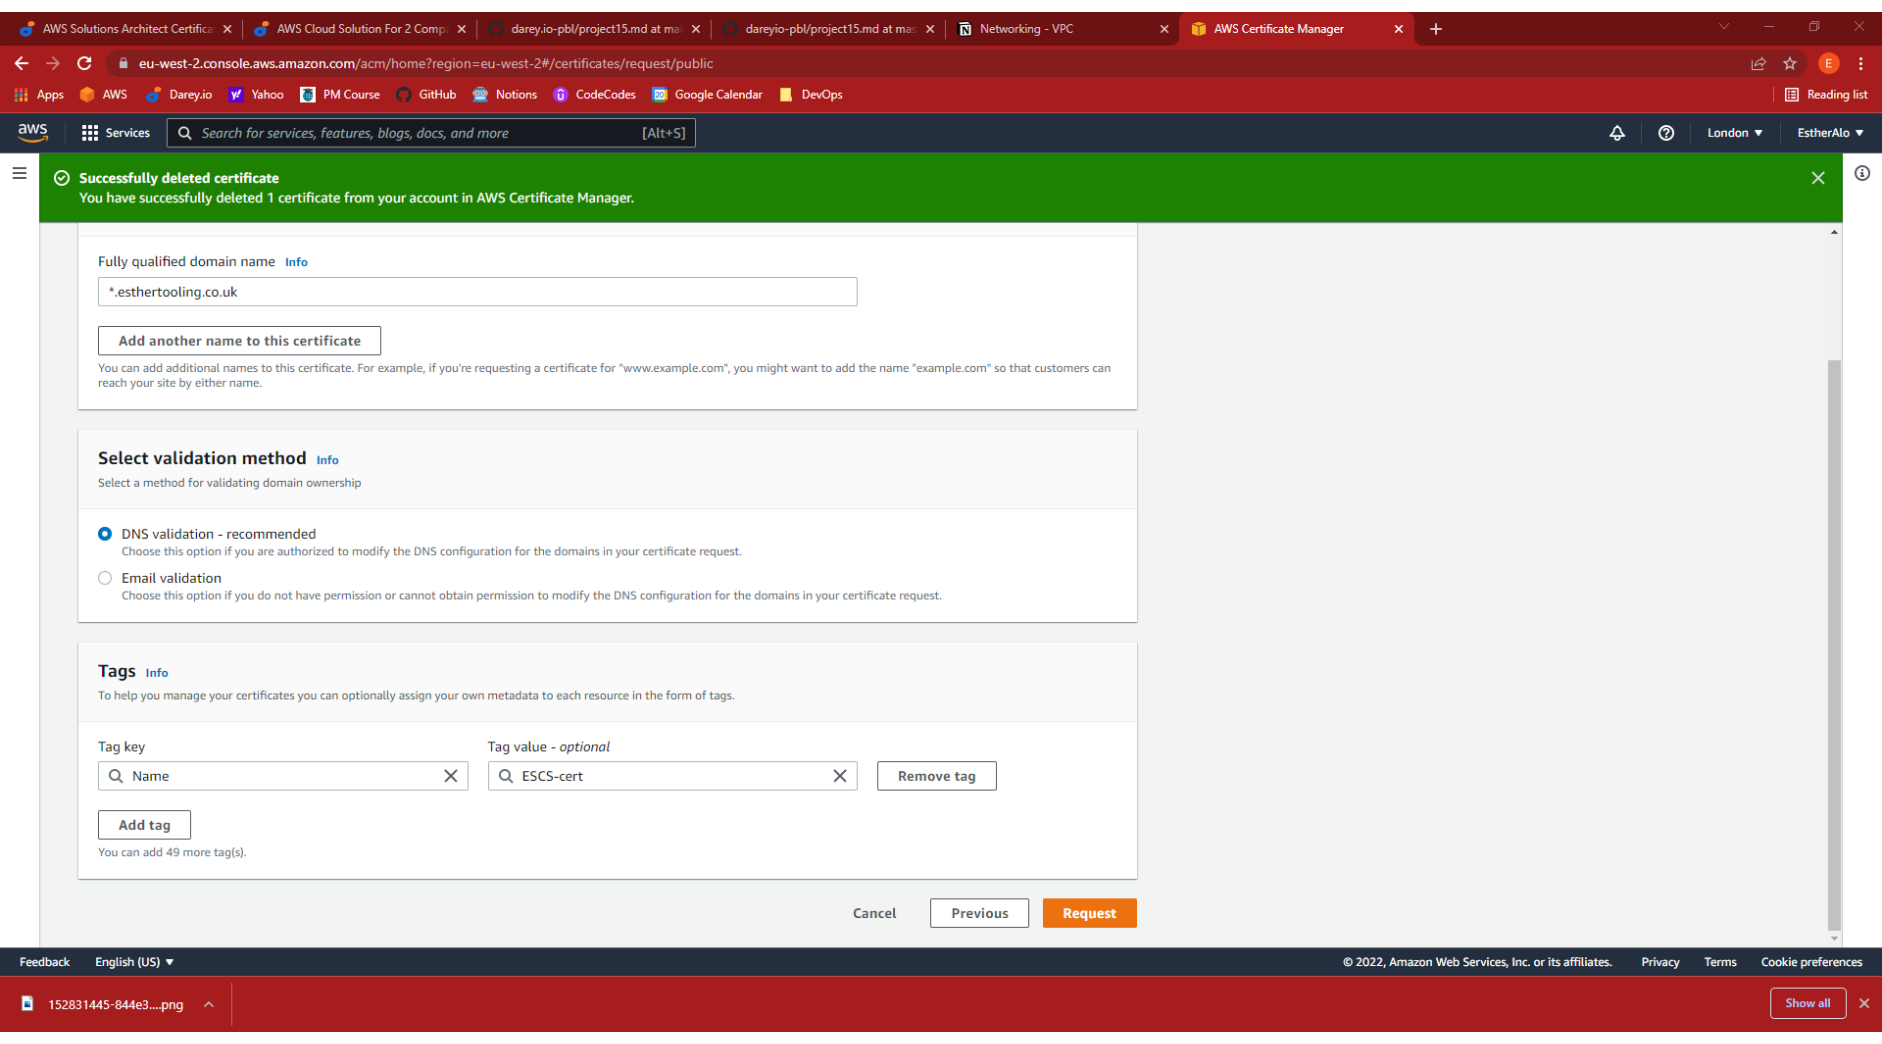 AWS Solutions Architect Certifica
AWS Cloud Solution For 2 Comp
darey.io-pbl/project15.md at mai
dareyio-pbl/project15.md at mas
Networking - VPC
AWS Certificate Manager
eu-west-2.console.aws.amazon.com/acm/home?region=eu-west-2#/certificates/request/public
E
Apps AWS Darey.io Yahoo PM Course GitHub Notions CodeCodes Google Calendar DevOps Reading list
aws Services Search for services, features, blogs, docs, and more [Alt+S] London EstherAlo
Successfully deleted certificate
You have successfully deleted 1 certificate from your account in AWS Certificate Manager.
Fully qualified domain name Info
*.esthertooling.co.uk
Add another name to this certificate
You can add additional names to this certificate. For example, if you're requesting a certificate for "www.example.com", you might want to add the name "example.com" so that customers can
reach your site by either name.
Select validation method Info
Select a method for validating domain ownership
DNS validation - recommended
Choose this option if you are authorized to modify the DNS configuration for the domains in your certificate request.
Email validation
Choose this option if you do not have permission or cannot obtain permission to modify the DNS configuration for the domains in your certificate request.
Tags Info
To help you manage your certificates you can optionally assign your own metadata to each resource in the form of tags.
Tag key Tag value - optional
Name ESCS-cert Remove tag
Add tag
You can add 49 more tag(s).
Cancel Previous Request
Feedback English (US) © 2022, Amazon Web Services, Inc. or its affiliates. Privacy Terms Cookie preferences
152831445-844e3....png Show all